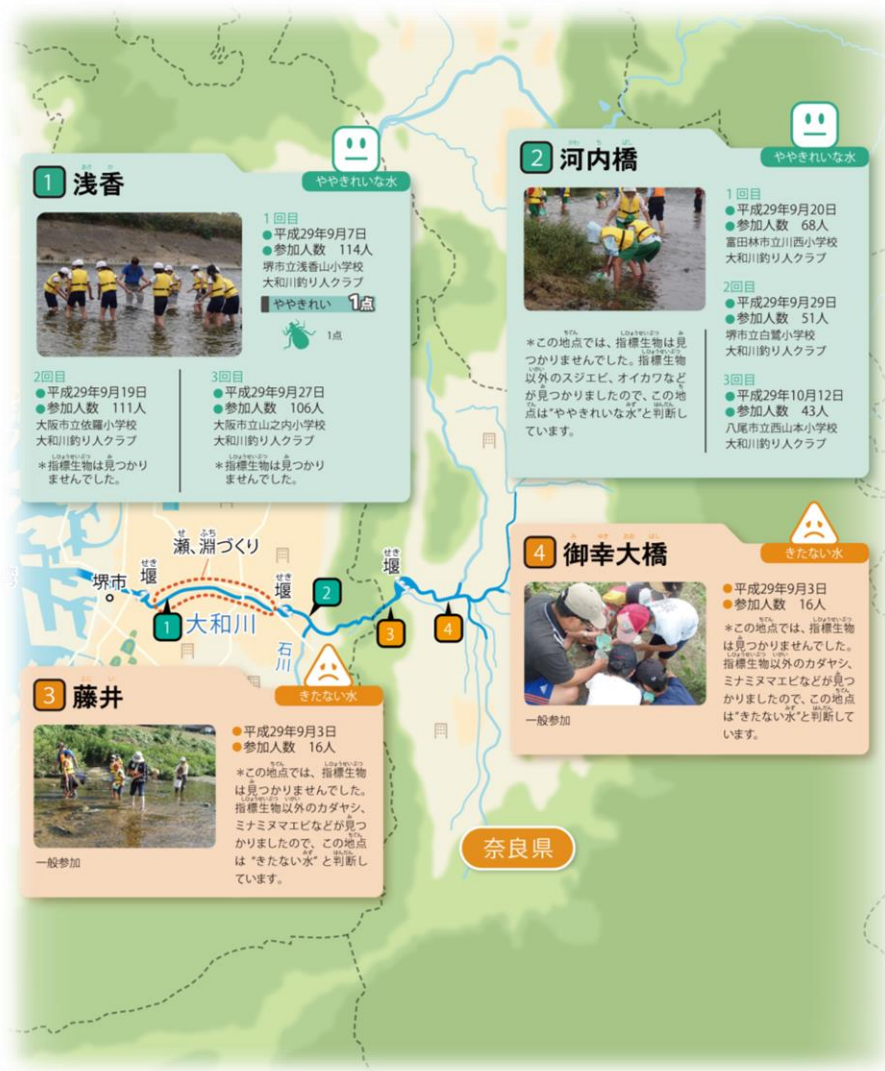 1 浅香
ややきれいな水
1回目
●平成29年9月7日
●参加人数 114人
堺市立浅香山小学校
大和川釣り人クラブ
ややきれい 1点
1点
2回目
●平成29年9月19日
●参加人数 111人
大阪市立依羅小学校
大和川釣り人クラブ
*指標生物は見つかり
ませんでした。
3回目
●平成29年9月27日
●参加人数 106人
大阪市立山之内小学校
大和川釣り人クラブ
*指標生物は見つかり
ませんでした。
2 河内橋
ややきれいな水
*この地点では、指標生物は見
つかりませんでした。指標生物
以外のスジエビ、オイカワなど
が見つかりましたので、この地
点は"ややきれいな水"と判断し
ています。
1回目
●平成29年9月20日
●参加人数 68人
富田林市立川西小学校
大和川釣り人クラブ
2回目
●平成29年9月29日
●参加人数 51人
堺市立白鷺小学校
大和川釣り人クラブ
3回目
●平成29年10月12日
●参加人数 43人
八尾市立西山本小学校
大和川釣り人クラブ
瀬、淵づくり
堺市
堰
堰
堰
大和川
石川
1
2
3
4
3 藤井
きたない水
●平成29年9月3日
●参加人数 16人
*この地点では、指標生物
は見つかりませんでした。
指標生物以外のカダヤシ、
ミナミヌマエビなどが見つ
かりましたので、この地点
は "きたない水" と判断し
ています。
一般参加
4 御幸大橋
きたない水
●平成29年9月3日
●参加人数 16人
*この地点では、指標生物
は見つかりませんでした。
指標生物以外のカダヤシ、
ミナミヌマエビなどが見つ
かりましたので、この地点
は"きたない水"と判断して
います。
一般参加
奈良県